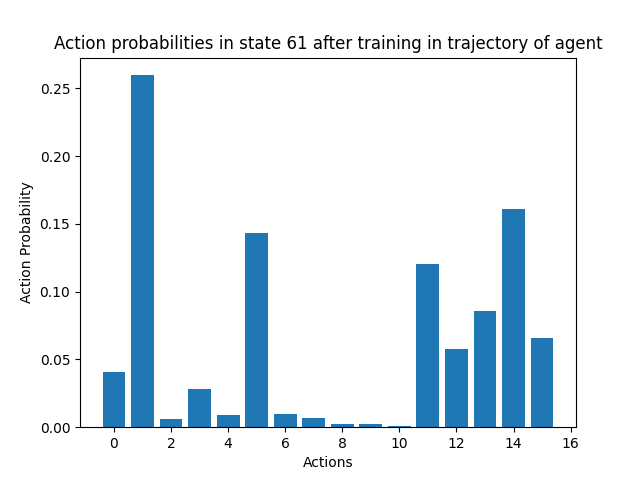 Action probabilities in state 61 after training in trajectory of agent
0.25
0.20
0.15
0.10
0.05
0.00
Action Probability
0 2 4 6 8 10 12 14 16
Actions